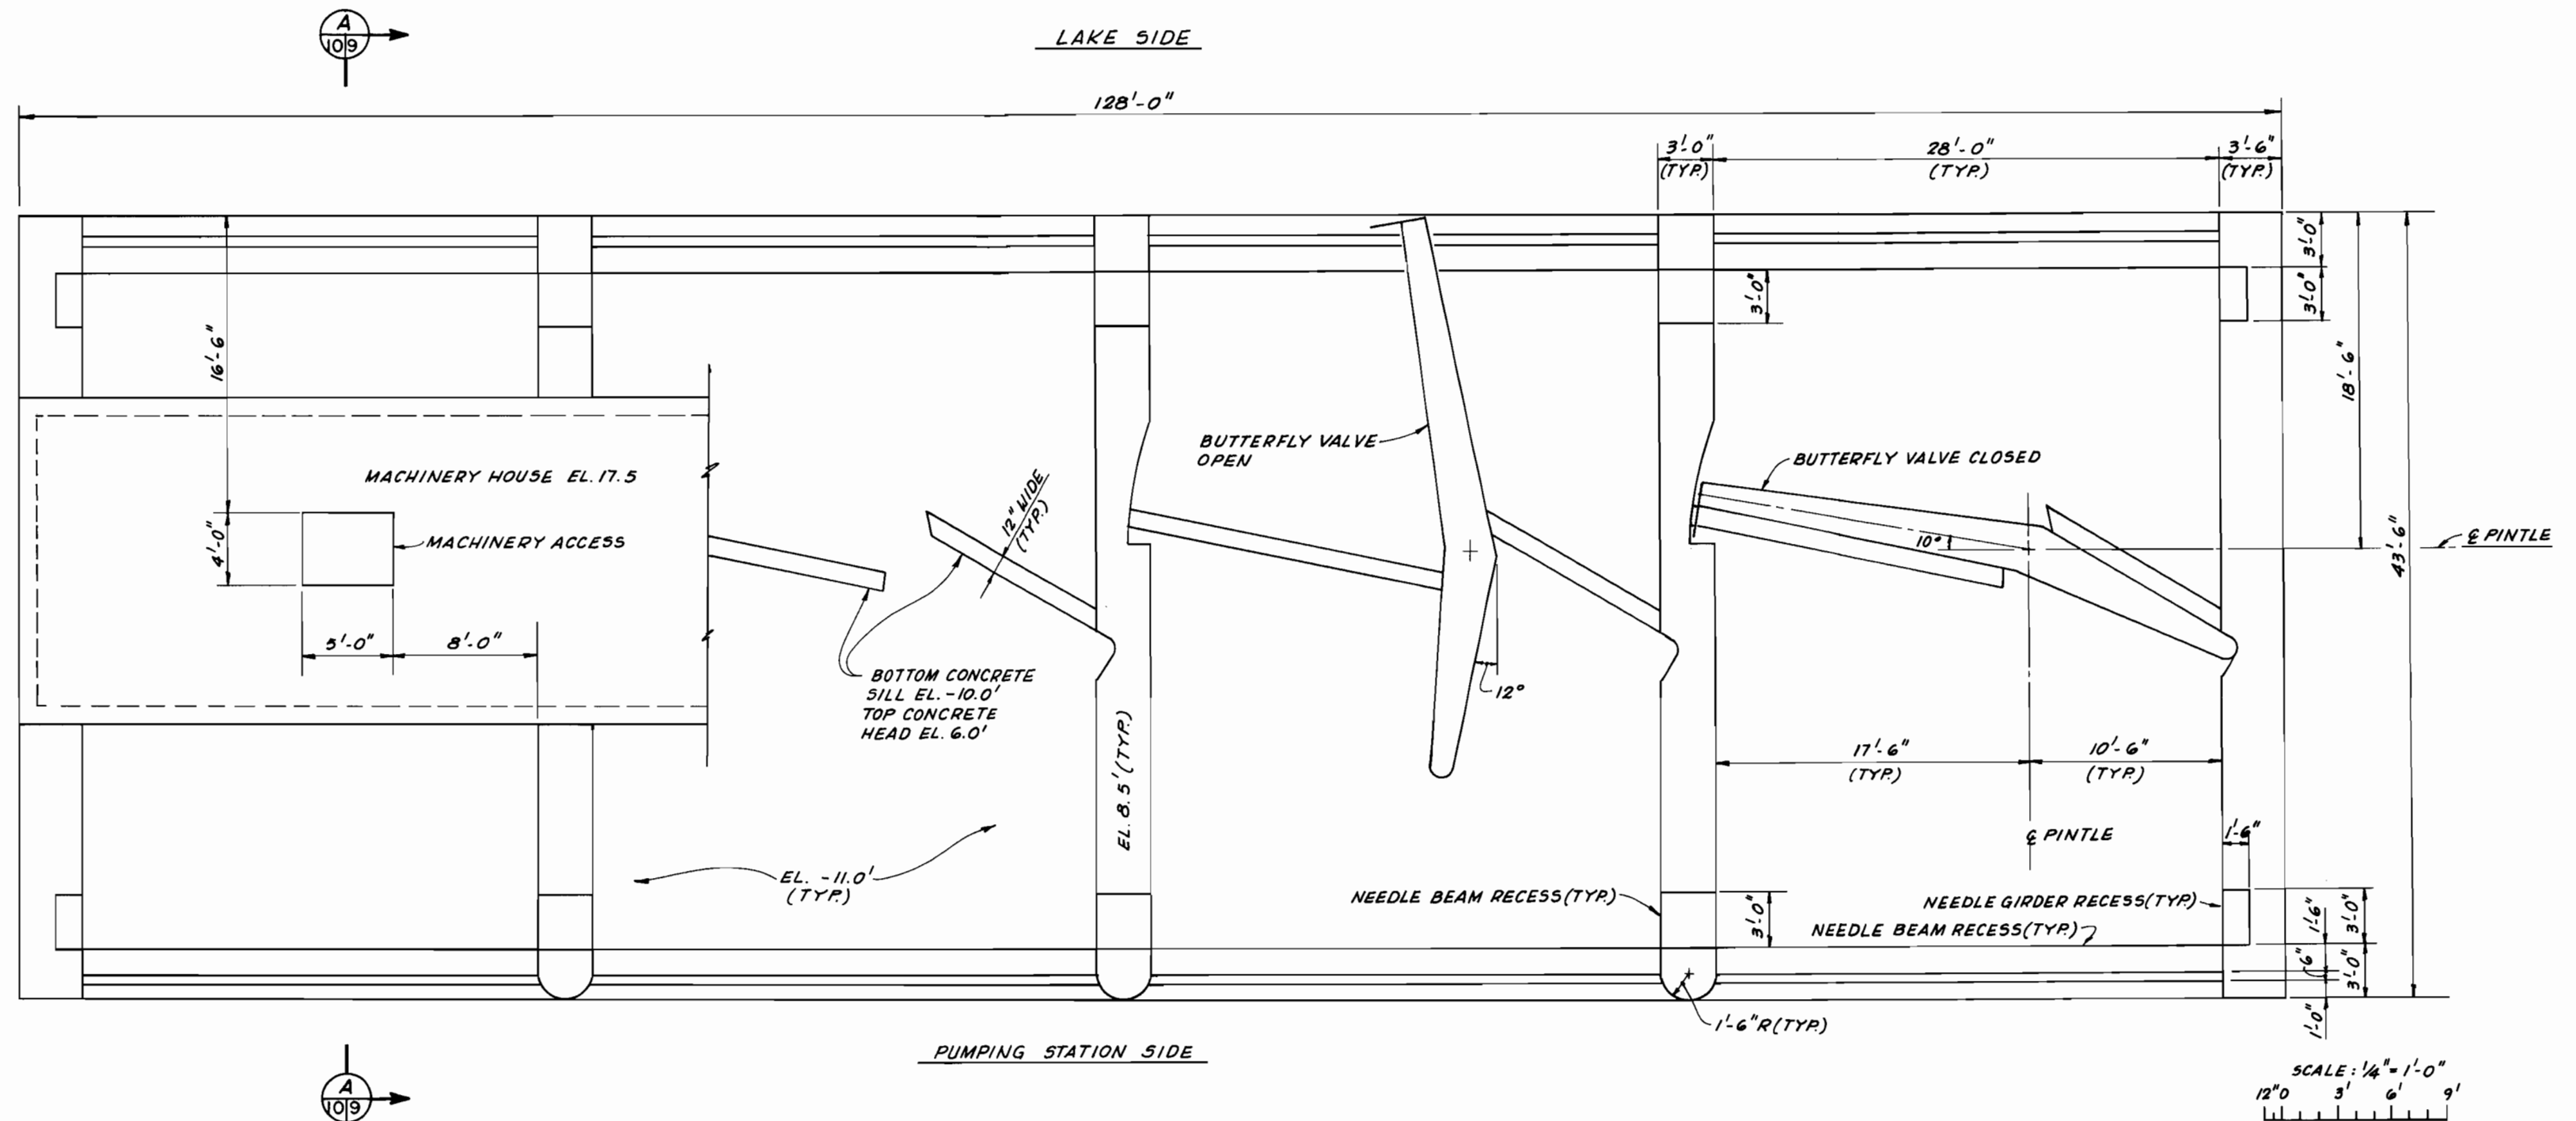 A
109
LAKE SIDE
128'-0"
3'-0"
(TYP.)
28'-0"
(TYP.)
3'-6"
(TYP.)
3'-0"
3'-0"
3'-0"
16'-6"
18'-6"
43'-6"
BUTTERFLY VALVE
OPEN
BUTTERFLY VALVE CLOSED
MACHINERY HOUSE EL. 17.5
12" WIDE
(TYP.)
MACHINERY ACCESS
4'-0"
10°
℄ PINTLE
5'-0"
8'-0"
BOTTOM CONCRETE
SILL EL. -10.0'
TOP CONCRETE
HEAD EL. 6.0'
12°
EL. 8.5' (TYP.)
17'-6"
(TYP.)
10'-6"
(TYP.)
℄ PINTLE
1'-6"
EL. -11.0'
(TYP.)
NEEDLE BEAM RECESS (TYP.)
3'-0"
NEEDLE GIRDER RECESS (TYP.)
NEEDLE BEAM RECESS (TYP.)
1'-6"
3'-0"
6"
3'-0"
1'-0"
1'-6" R (TYP.)
PUMPING STATION SIDE
A
109
SCALE: 1/4" = 1'-0"
12" 0 3' 6' 9'